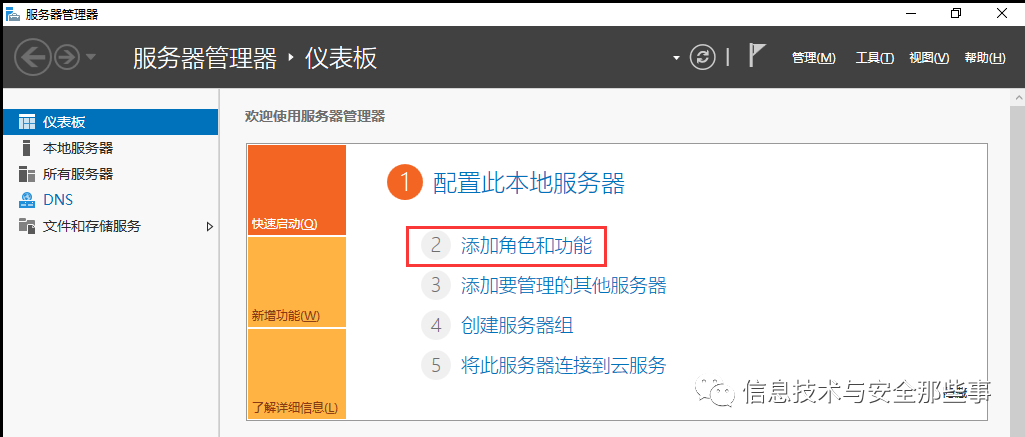 服务器管理器
服务器管理器 · 仪表板
管理(M) 工具(T) 视图(V) 帮助(H)
仪表板
本地服务器
所有服务器
DNS
文件和存储服务
欢迎使用服务器管理器
快速启动(Q)
新增功能(W)
了解详细信息(L)
1 配置此本地服务器
2 添加角色和功能
3 添加要管理的其他服务器
4 创建服务器组
5 将此服务器连接到云服务
信息技术与安全那些事